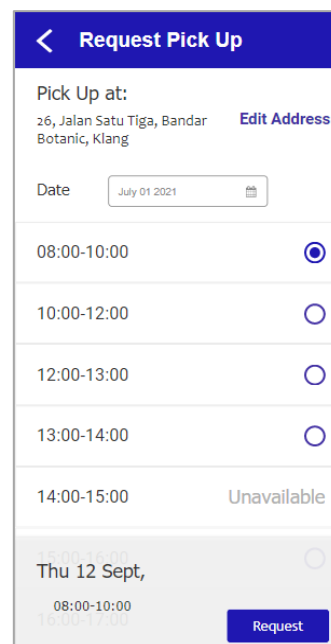 Request Pick Up
Pick Up at:
26, Jalan Satu Tiga, Bandar
Botanic, Klang
Edit Address
Date
July 01 2021
08:00-10:00
10:00-12:00
12:00-13:00
13:00-14:00
14:00-15:00 Unavailable
15:00-16:00
Thu 12 Sept,
08:00-10:00
16:00-17:00
Request